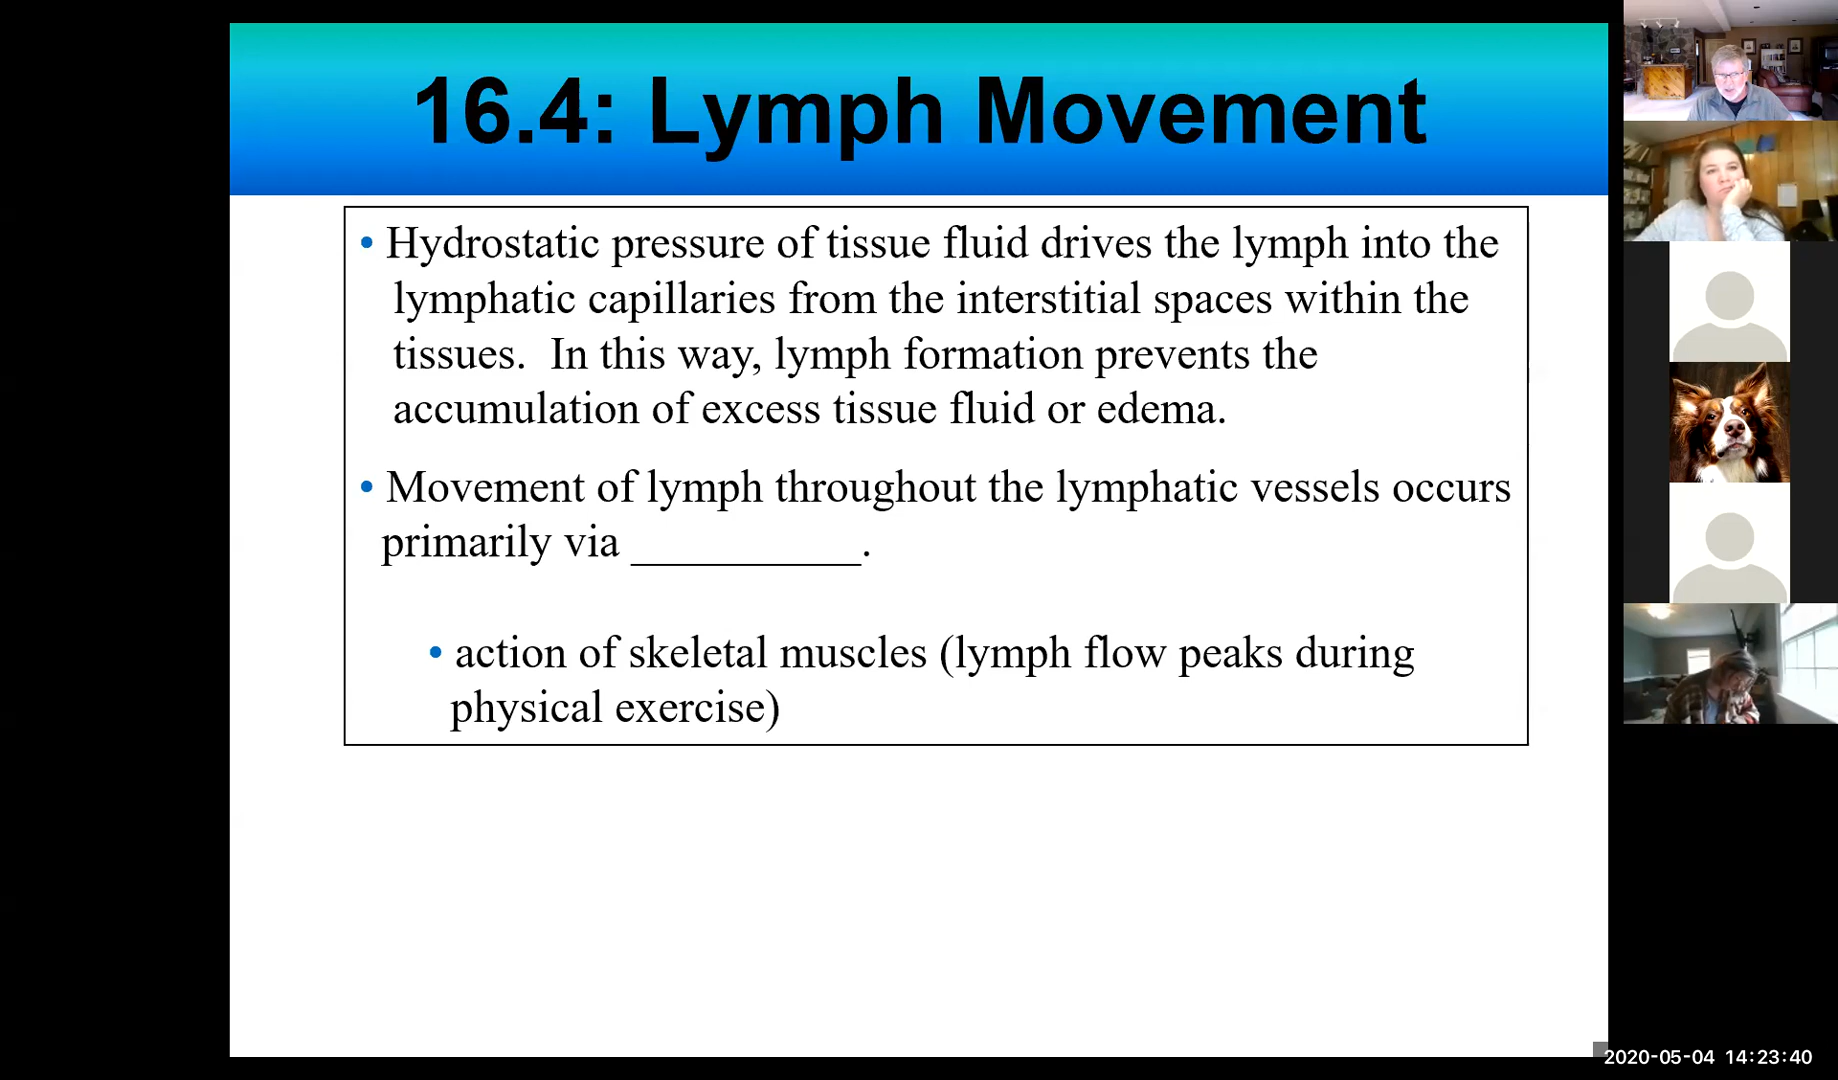 16.4: Lymph Movement
• Hydrostatic pressure of tissue fluid drives the lymph into the
lymphatic capillaries from the interstitial spaces within the
tissues.  In this way, lymph formation prevents the
accumulation of excess tissue fluid or edema.
• Movement of lymph throughout the lymphatic vessels occurs
primarily via __________.
• action of skeletal muscles (lymph flow peaks during
physical exercise)
2020-05-04 14:23:40